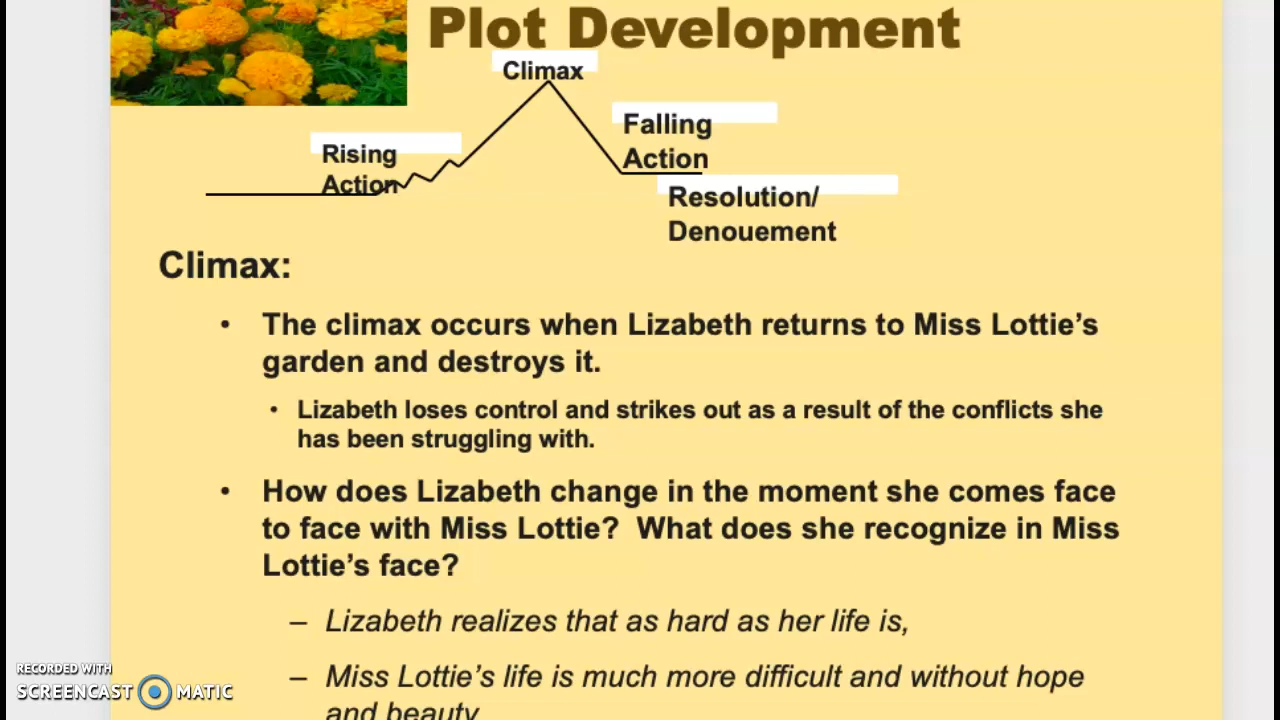 Plot Development
Climax
Falling
Action
Rising
Action
Resolution/
Denouement
Climax:
• The climax occurs when Lizabeth returns to Miss Lottie’s
garden and destroys it.
• Lizabeth loses control and strikes out as a result of the conflicts she
has been struggling with.
• How does Lizabeth change in the moment she comes face
to face with Miss Lottie? What does she recognize in Miss
Lottie’s face?
– Lizabeth realizes that as hard as her life is,
– Miss Lottie’s life is much more difficult and without hope
and beauty
RECORDED WITH
SCREENCAST MATIC